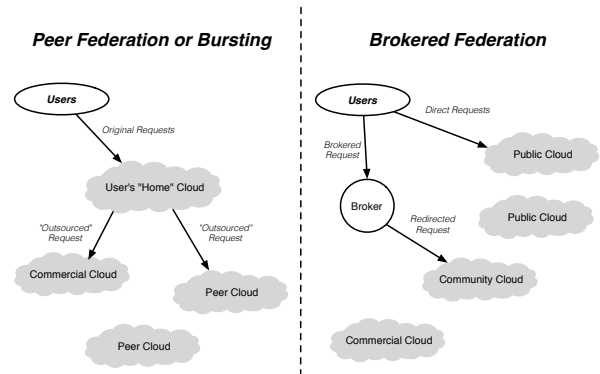 Peer Federation or Bursting
Users
Original Requests
User's "Home" Cloud
"Outsourced"
Request
"Outsourced"
Request
Commercial Cloud
Peer Cloud
Peer Cloud
Brokered Federation
Users
Direct Requests
Brokered
Request
Public Cloud
Broker
Public Cloud
Redirected
Request
Community Cloud
Commercial Cloud